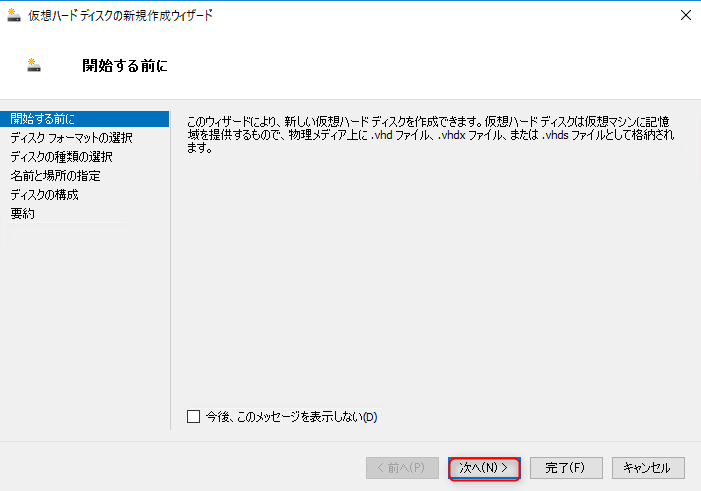 仮想ハード ディスクの新規作成ウィザード
開始する前に
開始する前に
ディスク フォーマットの選択
ディスクの種類の選択
名前と場所の指定
ディスクの構成
要約
このウィザードにより、新しい仮想ハード ディスクを作成できます。仮想ハード ディスクは仮想マシンに記憶
域を提供するもので、物理メディア上に .vhd ファイル、.vhdx ファイル、または .vhds ファイルとして格納され
ます。
今後、このメッセージを表示しない(D)
< 前へ(P)
次へ(N) >
完了(F)
キャンセル